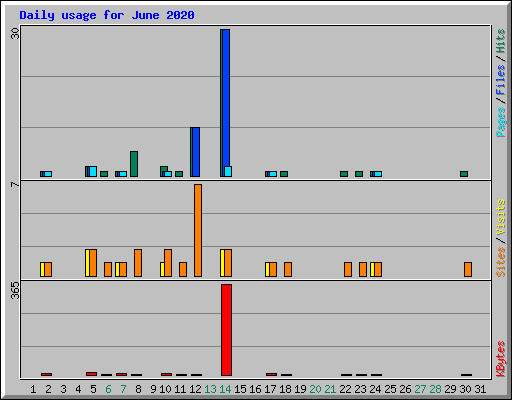 Daily usage for June 2020
30
7
365
Pages/Files/Hits
Sites/Visits
KBytes
1 2 3 4 5 6 7 8 9 10 11 12 13 14 15 16 17 18 19 20 21 22 23 24 25 26 27 28 29 30 31